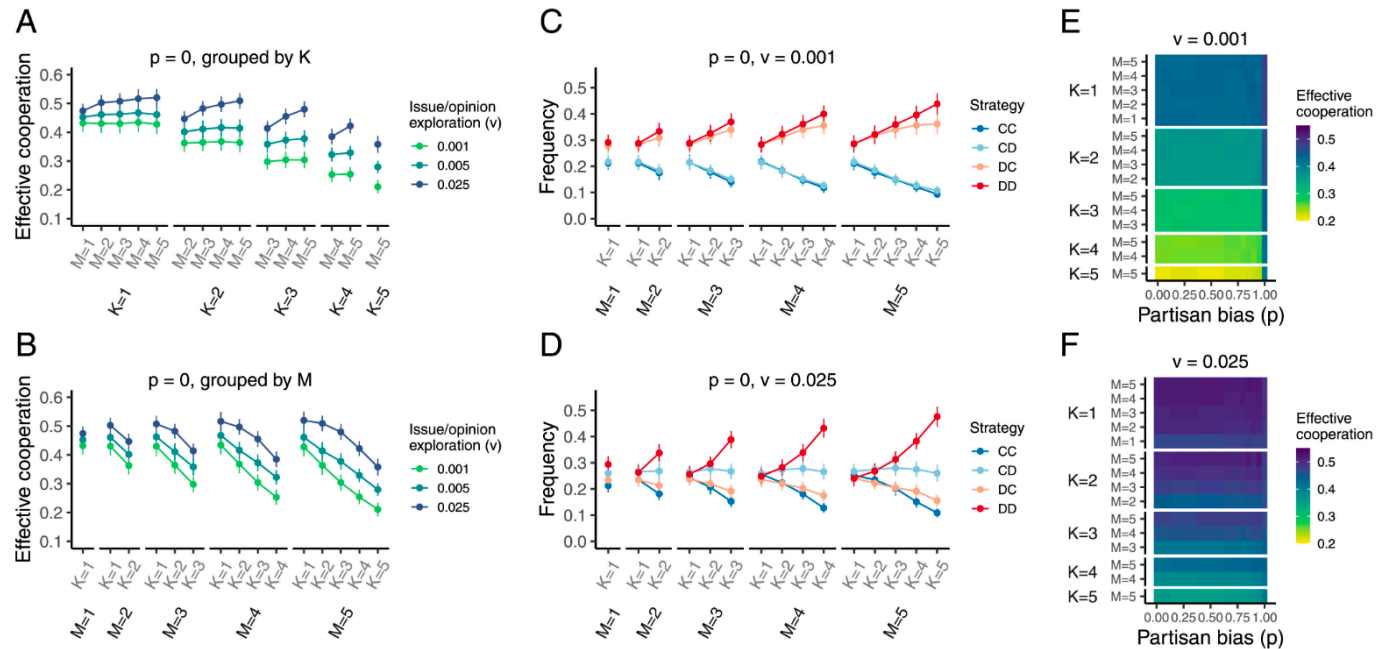 A
p = 0, grouped by K
Effective cooperation
0.6
0.5
0.4
0.3
0.2
0.1
M=1
M=2
M=3
M=4
M=5
M=2
M=3
M=4
M=5
M=3
M=4
M=5
M=4
M=5
M=5
K=1
K=2
K=3
K=4
K=5
Issue/opinion
exploration (v)
0.001
0.005
0.025
B
p = 0, grouped by M
Effective cooperation
0.6
0.5
0.4
0.3
0.2
0.1
K=1
K=1
K=2
K=1
K=2
K=3
K=1
K=2
K=3
K=4
K=1
K=2
K=3
K=4
K=5
M=1
M=2
M=3
M=4
M=5
Issue/opinion
exploration (v)
0.001
0.005
0.025
C
p = 0, v = 0.001
Frequency
0.5
0.4
0.3
0.2
0.1
0.0
K=1
K=1
K=2
K=1
K=2
K=3
K=1
K=2
K=3
K=4
K=1
K=2
K=3
K=4
K=5
M=1
M=2
M=3
M=4
M=5
Strategy
CC
CD
DC
DD
D
p = 0, v = 0.025
Frequency
0.5
0.4
0.3
0.2
0.1
0.0
K=1
K=1
K=2
K=1
K=2
K=3
K=1
K=2
K=3
K=4
K=1
K=2
K=3
K=4
K=5
M=1
M=2
M=3
M=4
M=5
Strategy
CC
CD
DC
DD
E
v = 0.001
K=1
M=5
M=4
M=3
M=2
M=1
K=2
M=5
M=4
M=3
M=2
K=3
M=5
M=4
M=3
K=4
M=5
M=4
K=5
M=5
0.00 0.25 0.50 0.75 1.00
Partisan bias (p)
Effective
cooperation
0.5
0.4
0.3
0.2
F
v = 0.025
K=1
M=5
M=4
M=3
M=2
M=1
K=2
M=5
M=4
M=3
M=2
K=3
M=5
M=4
M=3
K=4
M=5
M=4
K=5
M=5
0.00 0.25 0.50 0.75 1.00
Partisan bias (p)
Effective
cooperation
0.5
0.4
0.3
0.2